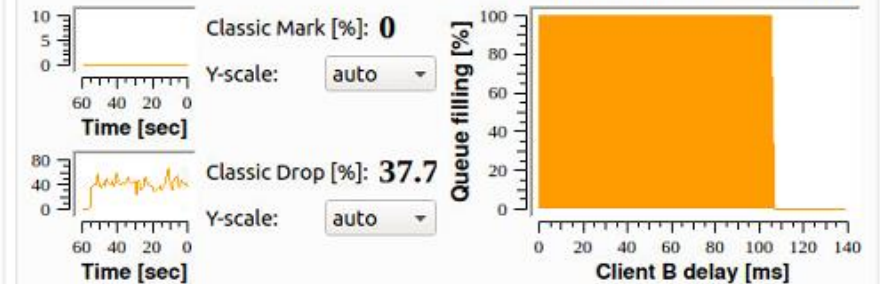 10
5
0
60 40 20 0
Time [sec]
Classic Mark [%]: 0
Y-scale: auto
80
40
0
60 40 20 0
Time [sec]
Classic Drop [%]: 37.7
Y-scale: auto
Queue filling [%]
100
80
60
40
20
0
0 20 40 60 80 100 120 140
Client B delay [ms]